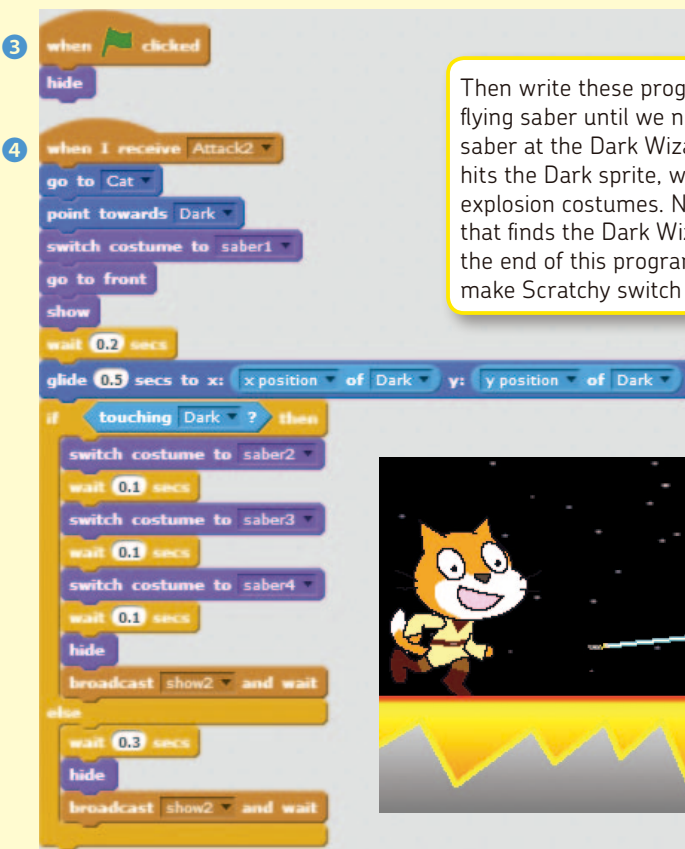 3
when clicked
hide
4
when I receive Attack2
go to Cat
point towards Dark
switch costume to saber1
go to front
show
wait 0.2 secs
glide 0.5 secs to x: x position of Dark y: y position of Dark
if touching Dark ? then
switch costume to saber2
wait 0.1 secs
switch costume to saber3
wait 0.1 secs
switch costume to saber4
wait 0.1 secs
hide
broadcast show2 and wait
else
wait 0.3 secs
hide
broadcast show2 and wait
Then write these prog
flying saber until we n
saber at the Dark Wiza
hits the Dark sprite, w
explosion costumes. N
that finds the Dark Wiz
the end of this program
make Scratchy switch